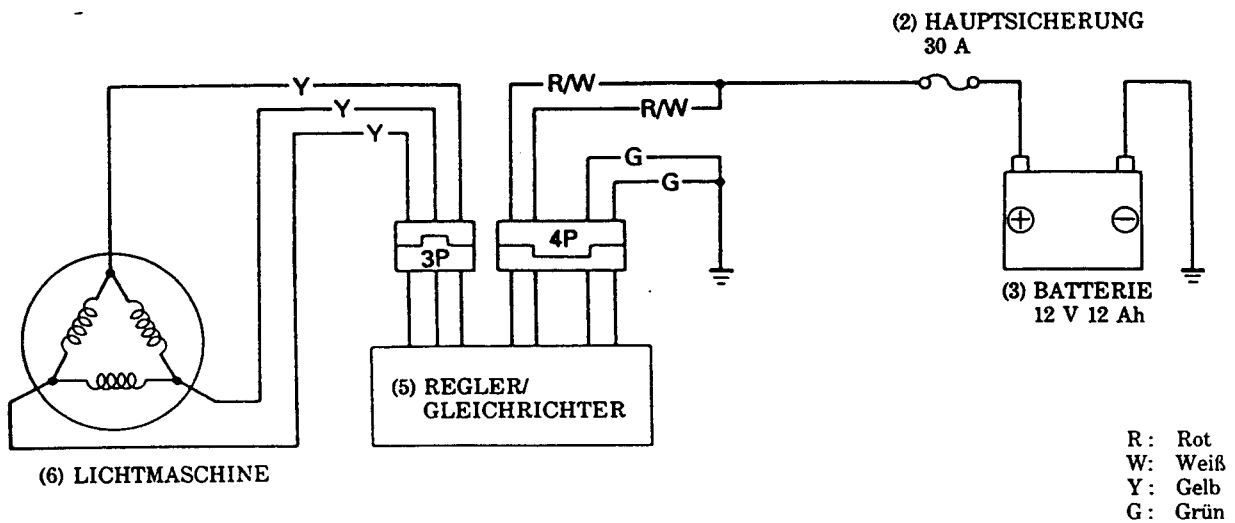 (2) HAUPTSICHERUNG
30 A
Y
R/W
Y
R/W
Y
G
G
3P
4P
(3) BATTERIE
12 V 12 Ah
(5) REGLER/
GLEICHRICHTER
(6) LICHTMASCHINE
R : Rot
W: Weiß
Y : Gelb
G : Grün